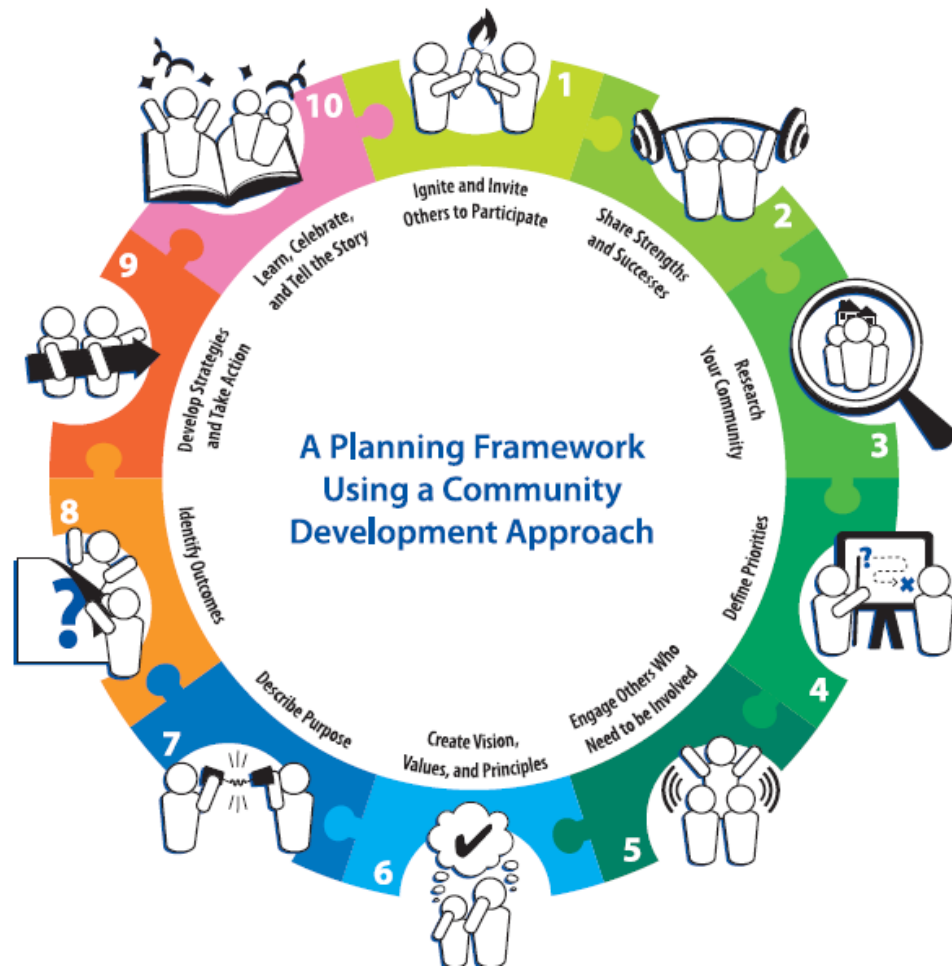 A Planning Framework
Using a Community
Development Approach
1
Ignite and Invite
Others to Participate
2
Share Strengths
and Successes
3
Research
Your Community
4
Define Priorities
?
x
5
Engage Others Who
Need to be Involved
6
Create Vision,
Values, and Principles
7
Describe Purpose
8
Identify Outcomes
?
9
Develop Strategies
and Take Action
10
Learn, Celebrate,
and Tell the Story